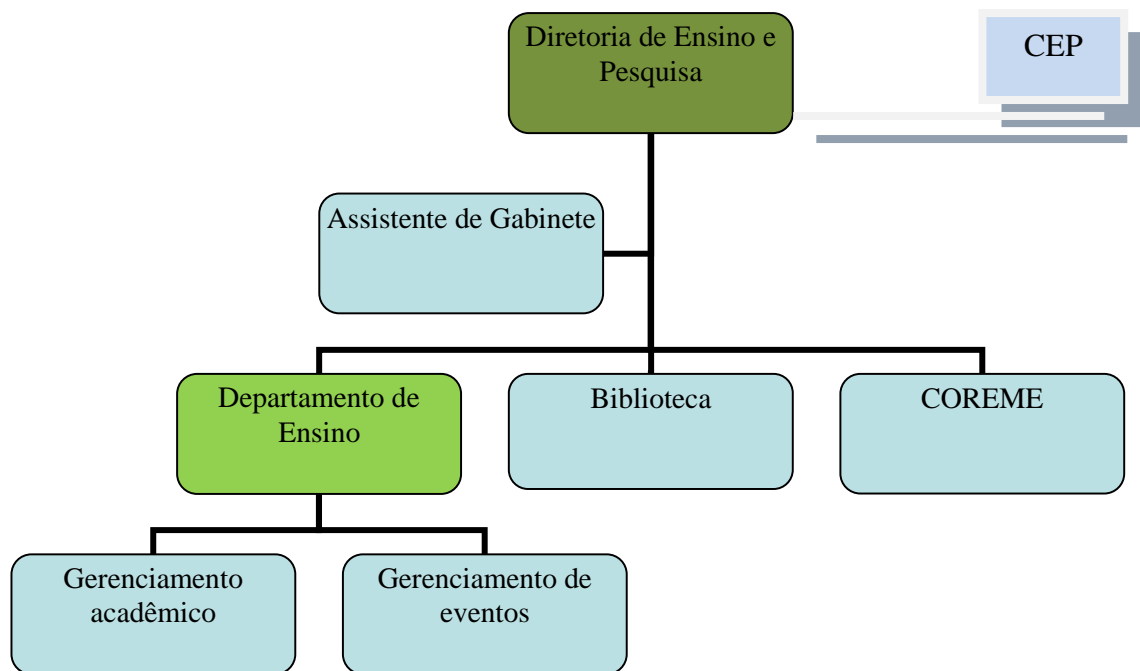 Diretoria de Ensino e
Pesquisa
CEP
Assistente de Gabinete
Departamento de
Ensino
Biblioteca
COREME
Gerenciamento
acadêmico
Gerenciamento de
eventos